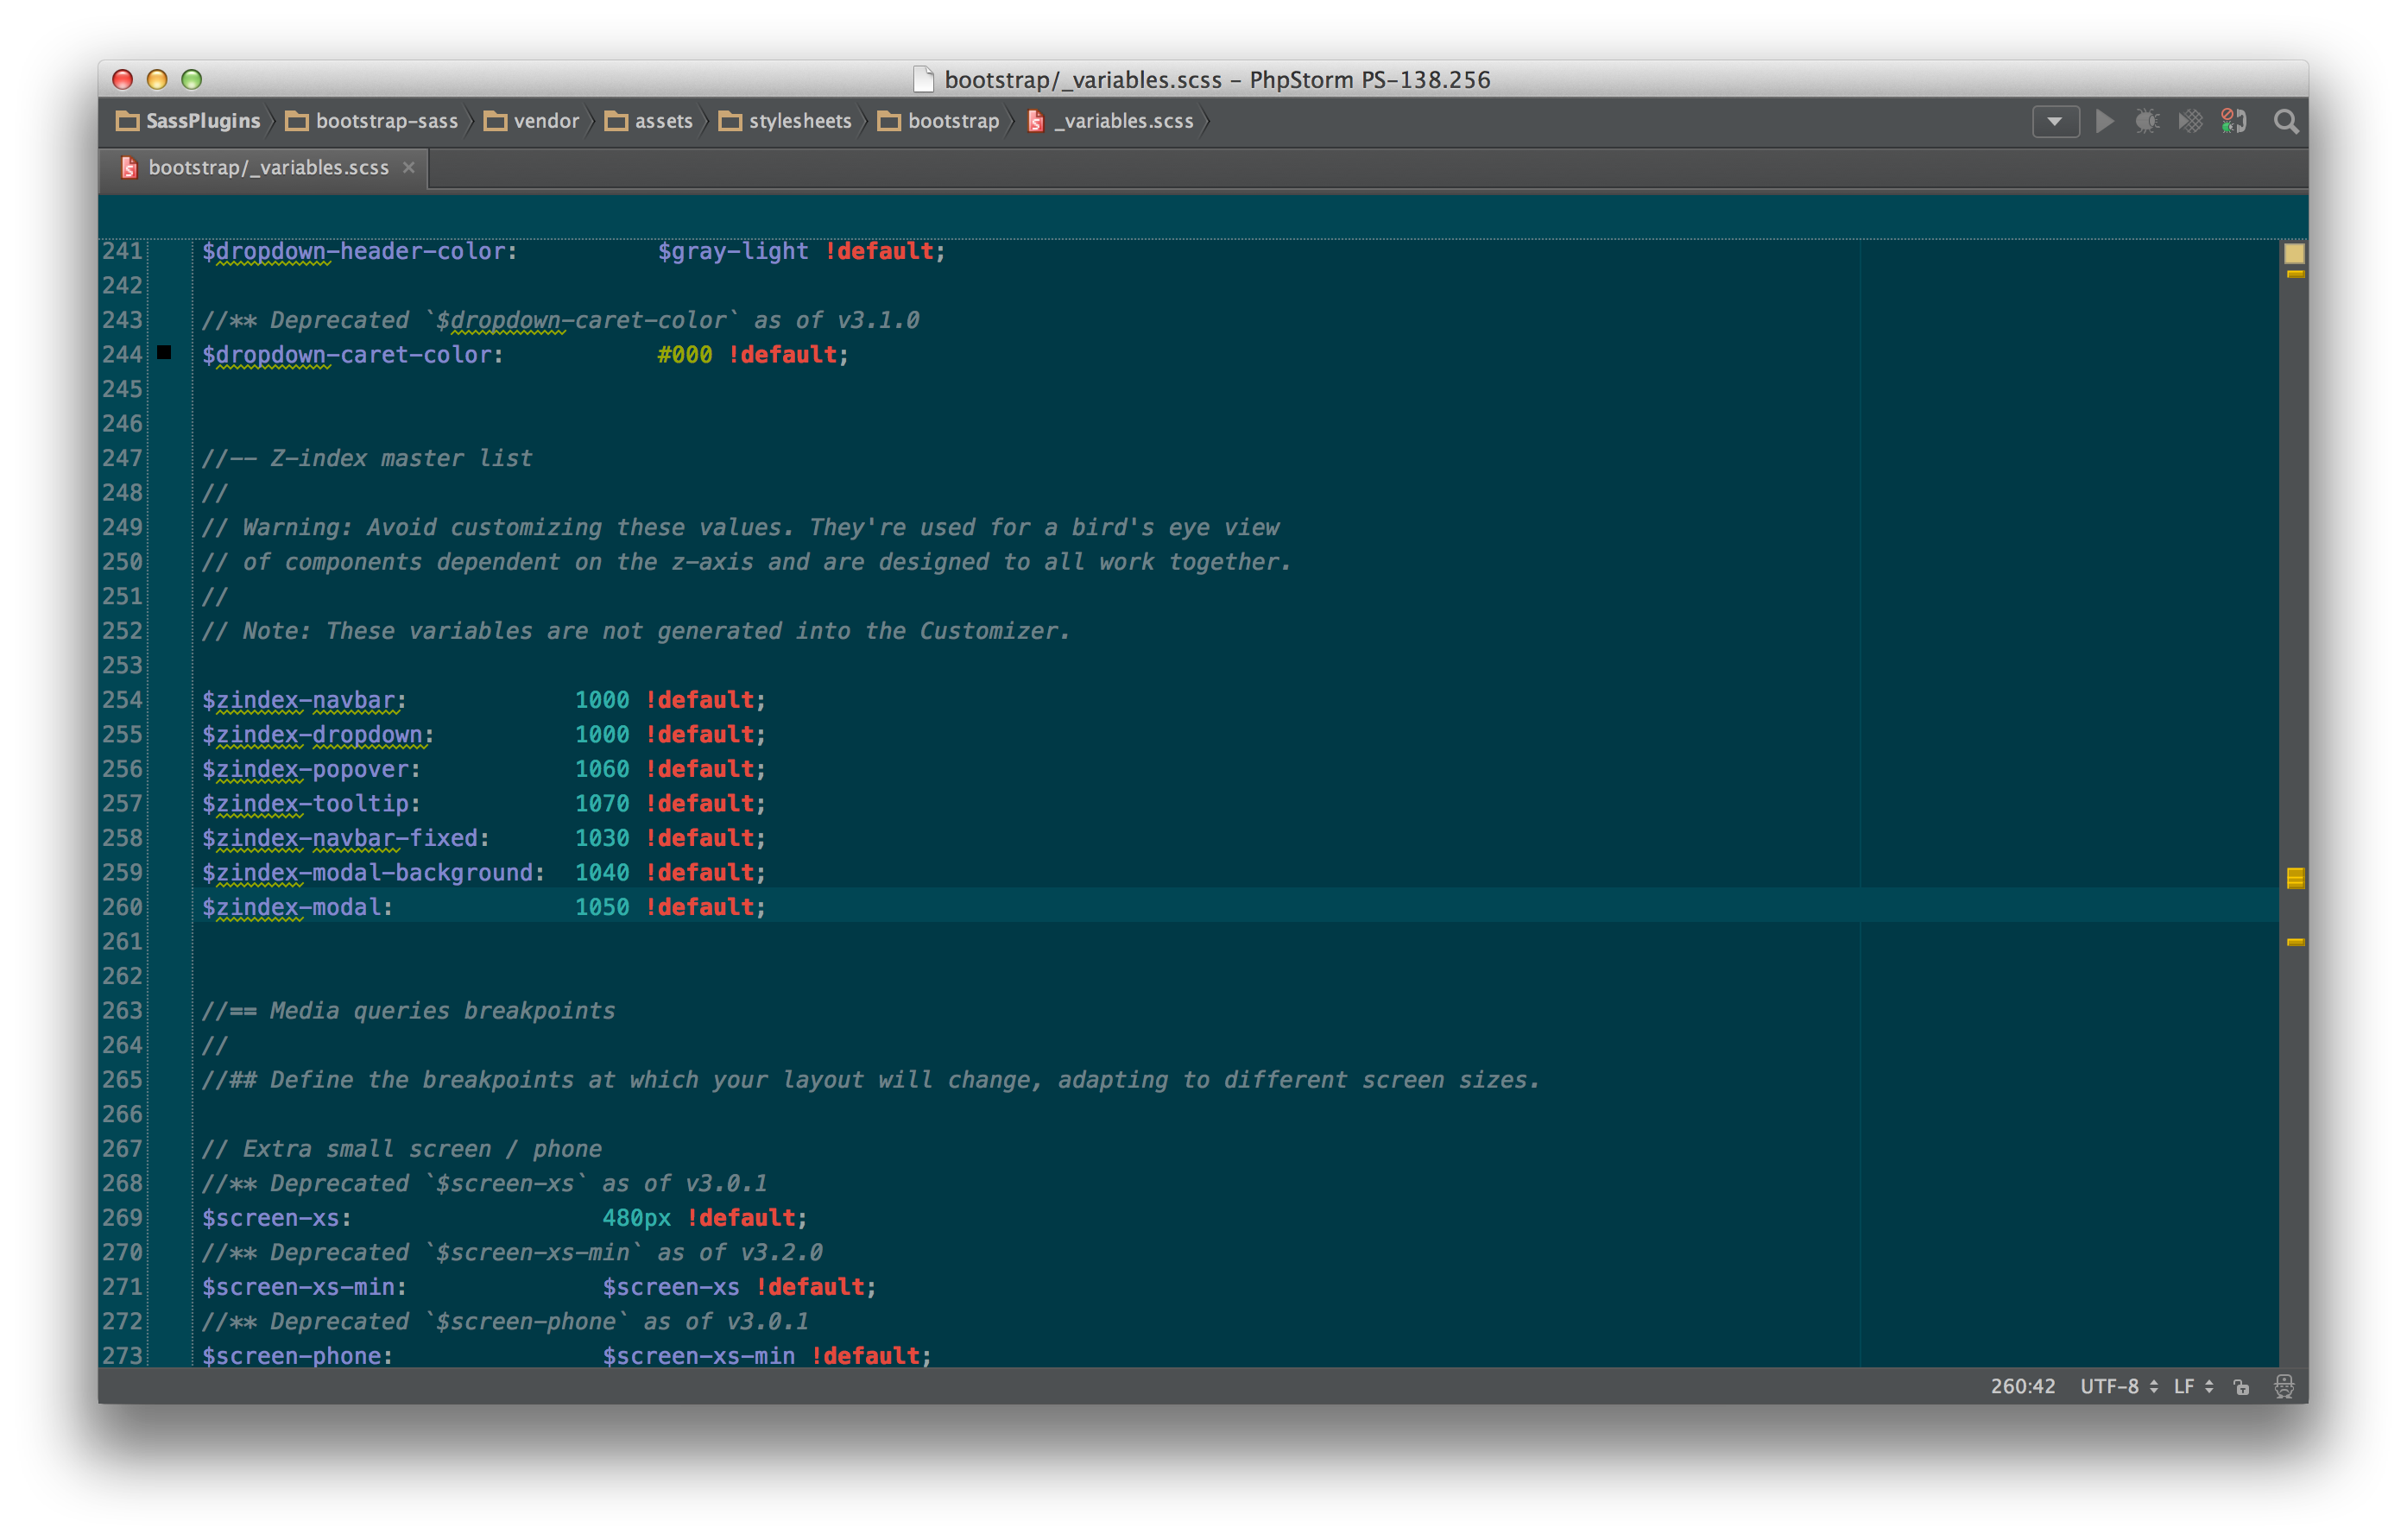 bootstrap/_variables.scss – PhpStorm PS-138.256
SassPlugins bootstrap-sass vendor assets stylesheets bootstrap _variables.scss
bootstrap/_variables.scss
241 $dropdown-header-color: $gray-light !default;
242
243 //** Deprecated `$dropdown-caret-color` as of v3.1.0
244 $dropdown-caret-color: #000 !default;
245
246
247 //-- Z-index master list
248 //
249 // Warning: Avoid customizing these values. They're used for a bird's eye view
250 // of components dependent on the z-axis and are designed to all work together.
251 //
252 // Note: These variables are not generated into the Customizer.
253
254 $zindex-navbar: 1000 !default;
255 $zindex-dropdown: 1000 !default;
256 $zindex-popover: 1060 !default;
257 $zindex-tooltip: 1070 !default;
258 $zindex-navbar-fixed: 1030 !default;
259 $zindex-modal-background: 1040 !default;
260 $zindex-modal: 1050 !default;
261
262
263 //== Media queries breakpoints
264 //
265 //## Define the breakpoints at which your layout will change, adapting to different screen sizes.
266
267 // Extra small screen / phone
268 //** Deprecated `$screen-xs` as of v3.0.1
269 $screen-xs: 480px !default;
270 //** Deprecated `$screen-xs-min` as of v3.2.0
271 $screen-xs-min: $screen-xs !default;
272 //** Deprecated `$screen-phone` as of v3.0.1
273 $screen-phone: $screen-xs-min !default;
260:42 UTF-8 LF